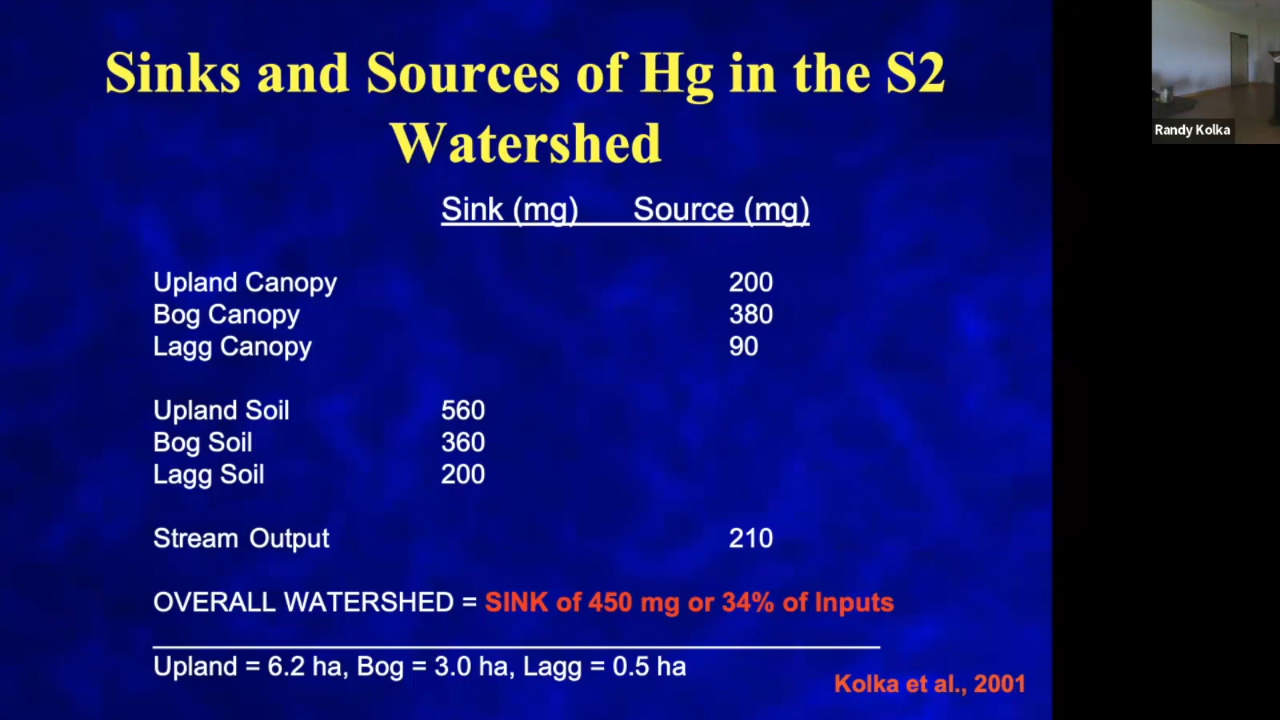 Sinks and Sources of Hg in the S2
Watershed
Sink (mg) Source (mg)
Upland Canopy 200
Bog Canopy 380
Lagg Canopy 90
Upland Soil 560
Bog Soil 360
Lagg Soil 200
Stream Output 210
OVERALL WATERSHED = SINK of 450 mg or 34% of Inputs
Upland = 6.2 ha, Bog = 3.0 ha, Lagg = 0.5 ha
Kolka et al., 2001
Randy Kolka